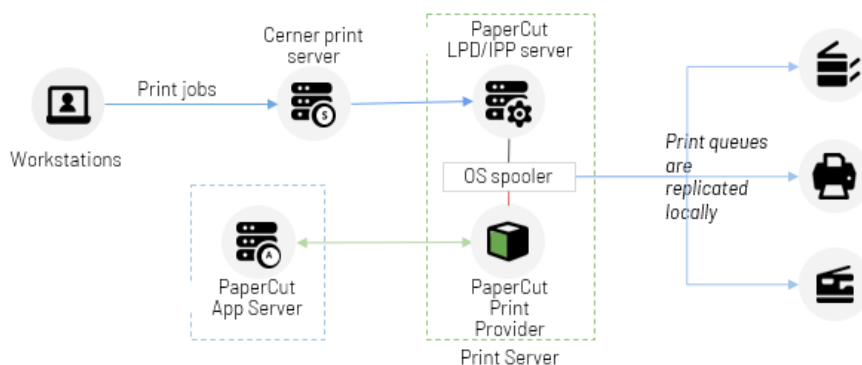 PaperCut
LPD/IPP server
Cerner print
server
Print jobs
Workstations
S
Print queues
are
replicated
locally
OS spooler
A
PaperCut
App Server
PaperCut
Print
Provider
Print Server